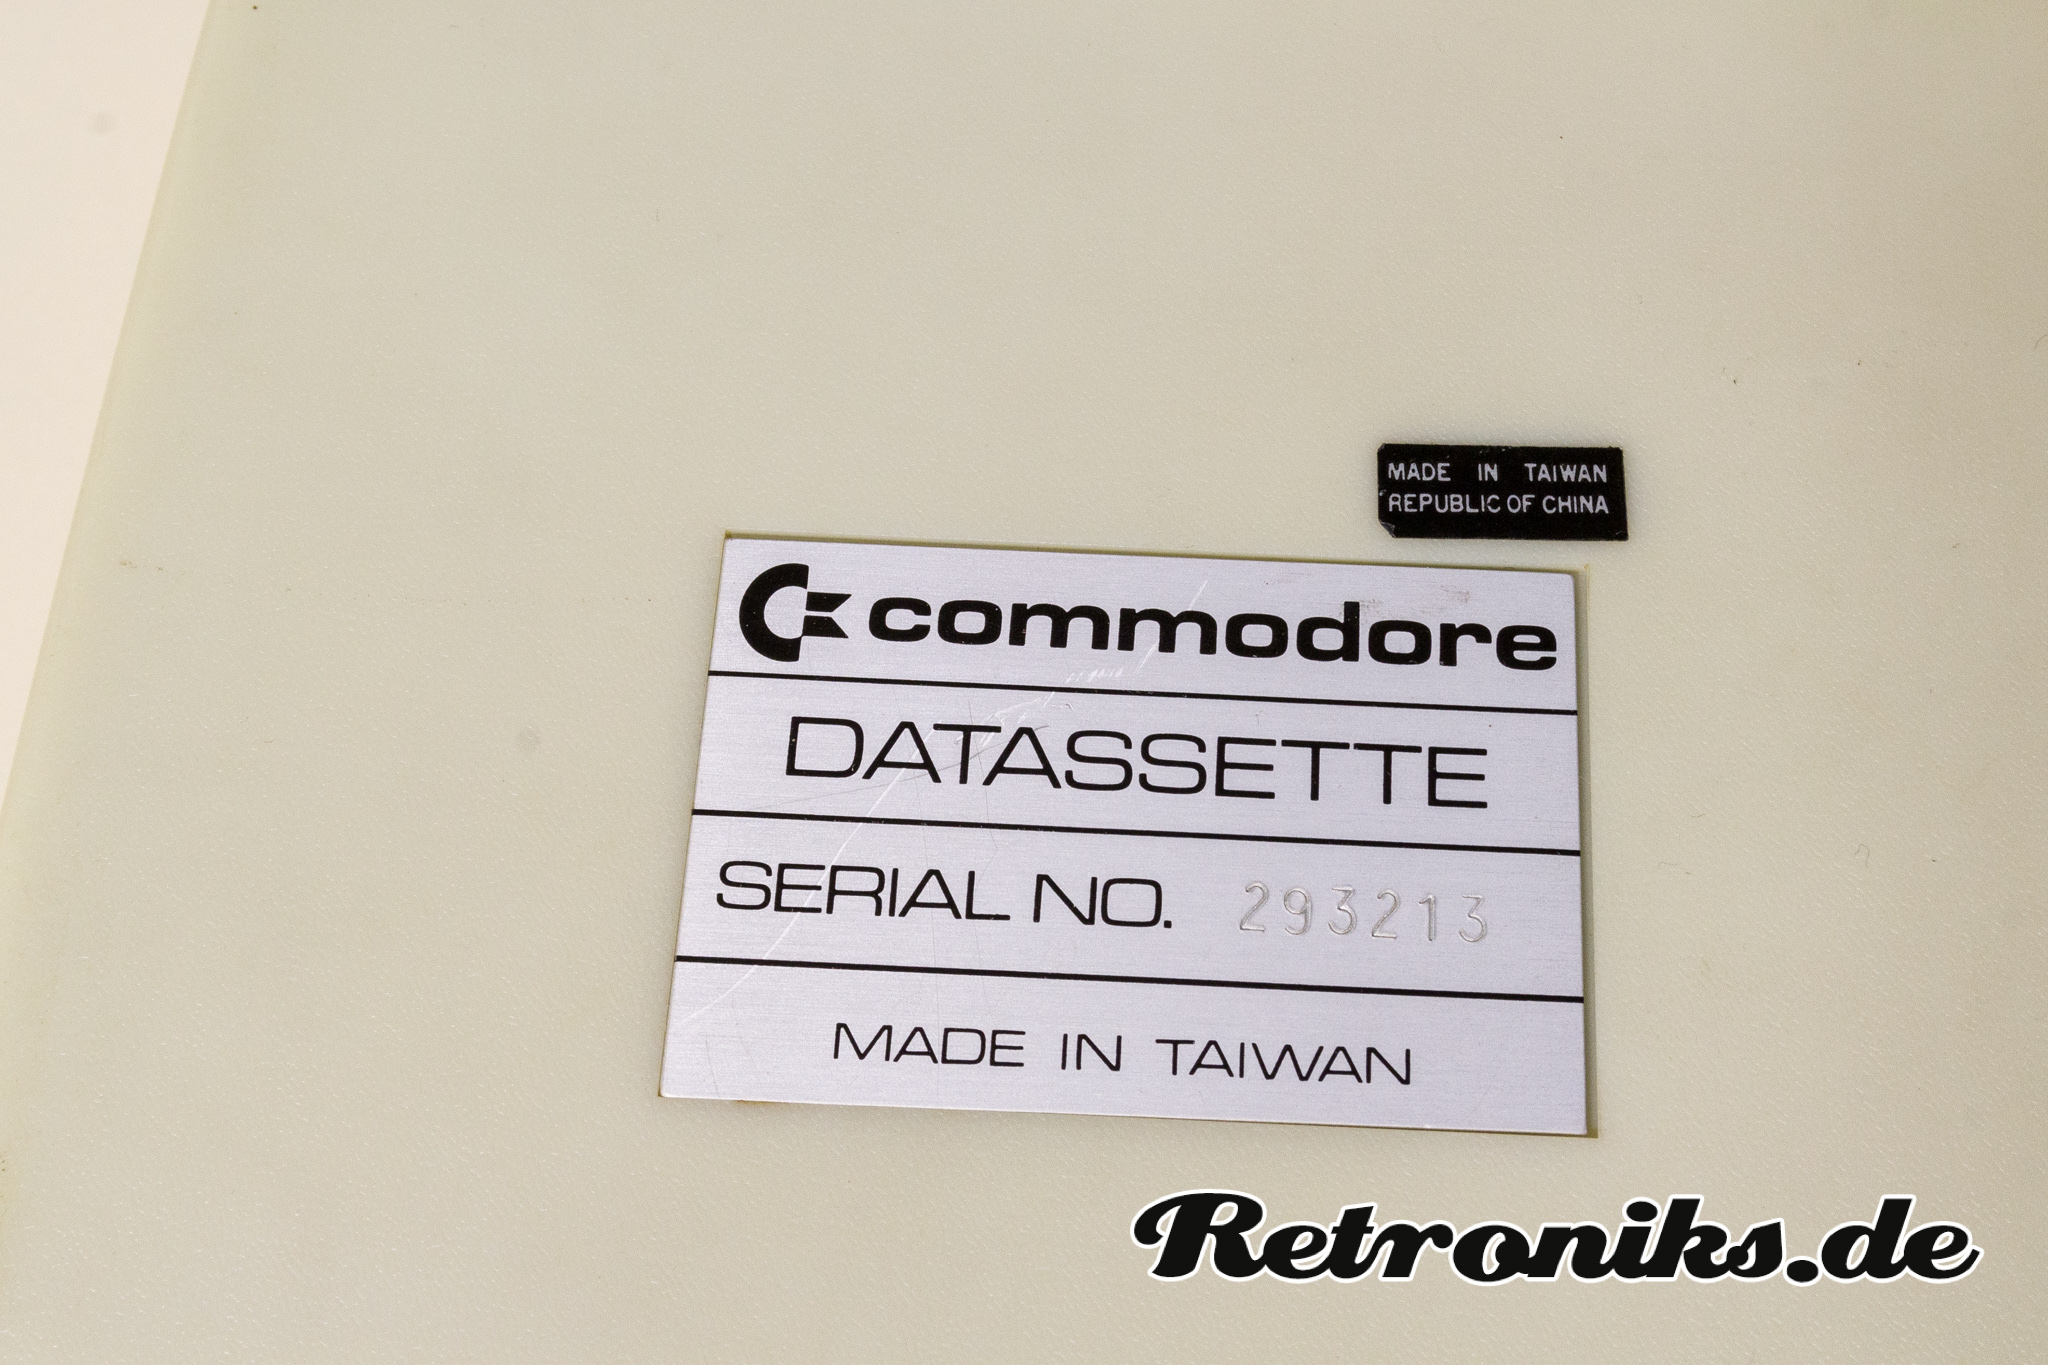 MADE IN TAIWAN
REPUBLIC OF CHINA
commodore
DATASSETTE
SERIAL NO. 293213
MADE IN TAIWAN
Retroniks.de